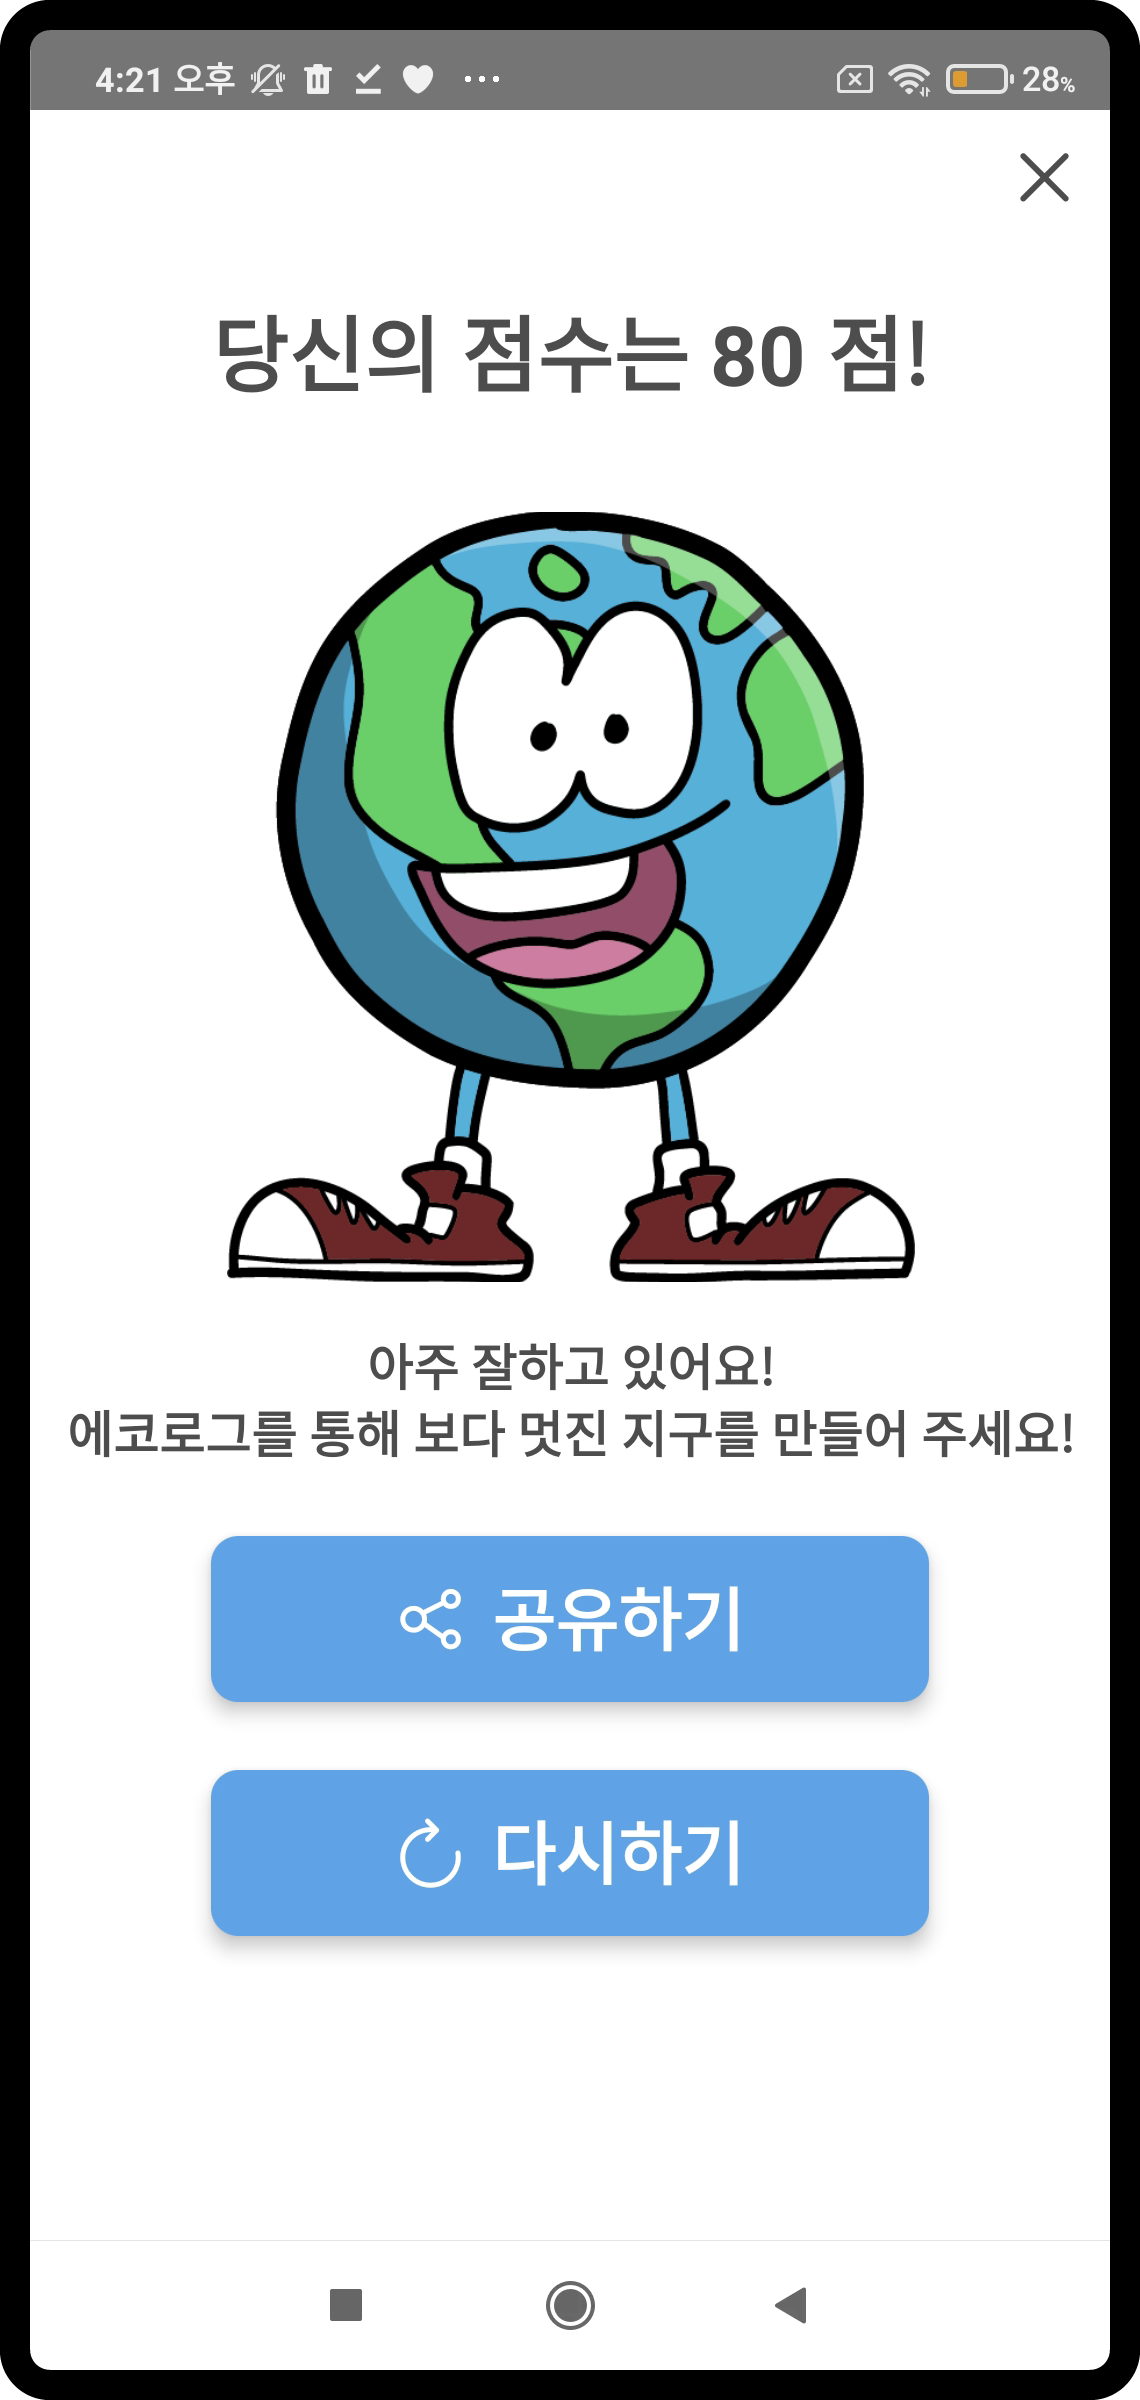 4:21 오후
28%
당신의 점수는 80 점!
아주 잘하고 있어요!
에코로그를 통해 보다 멋진 지구를 만들어 주세요!
공유하기
다시하기